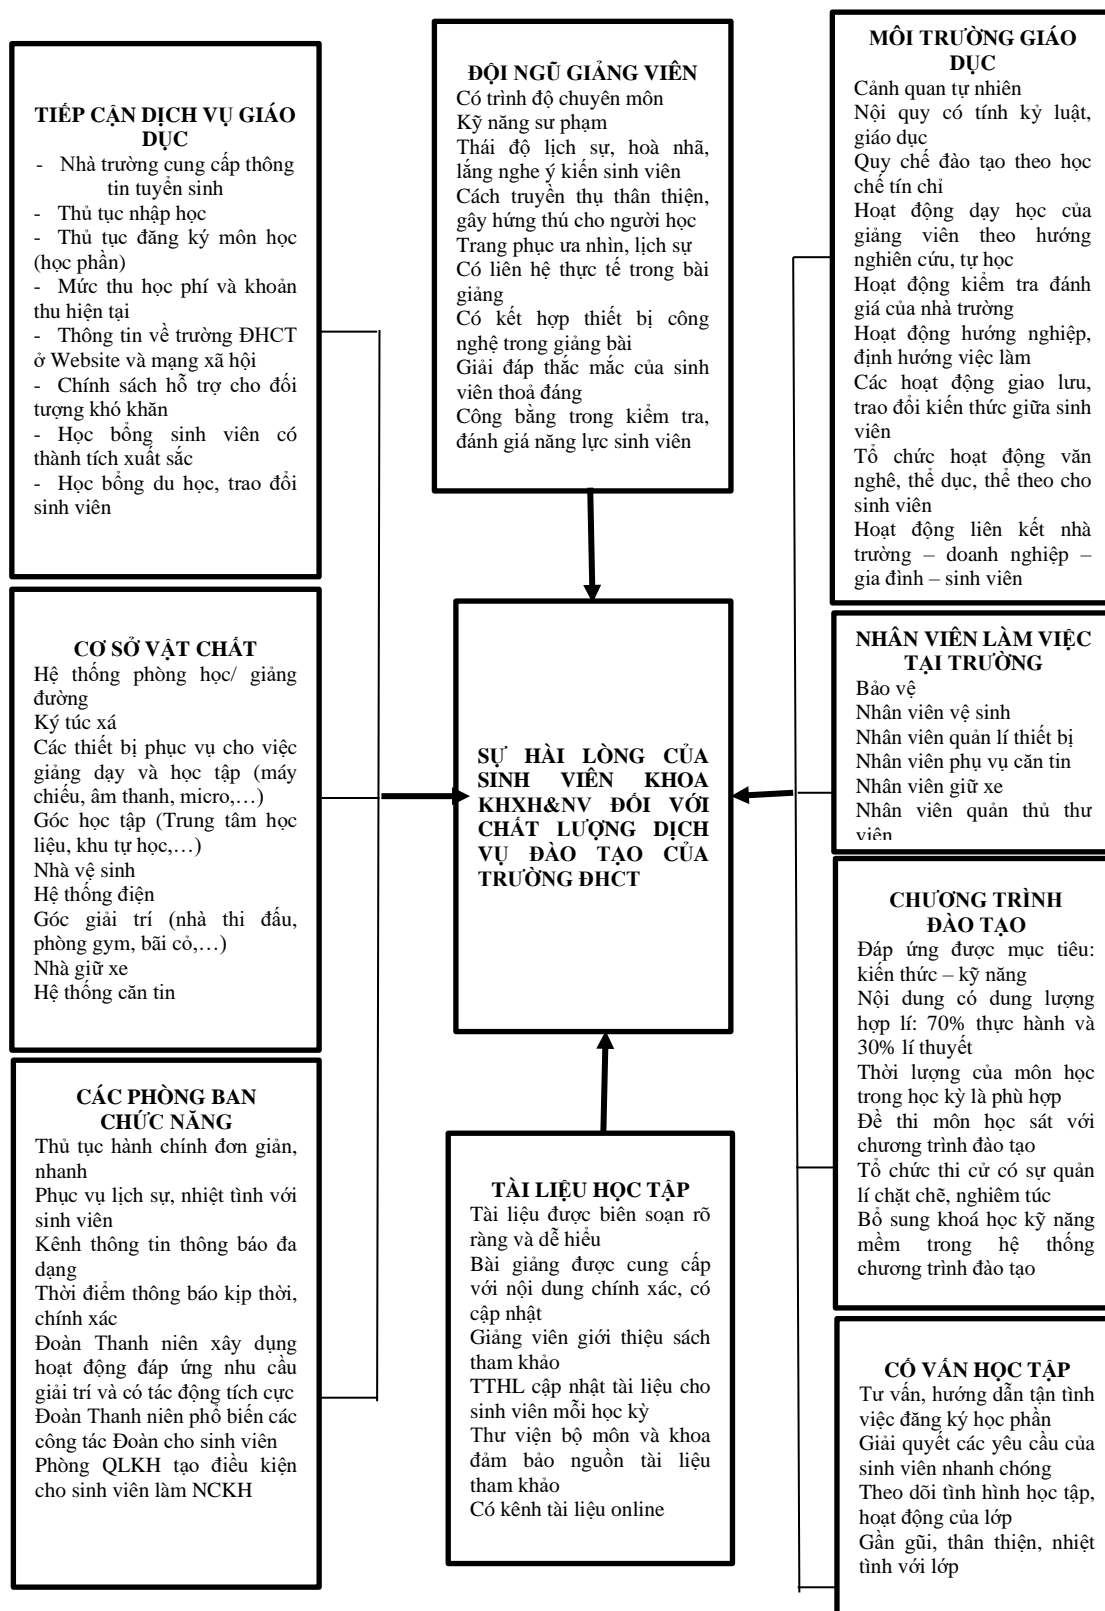 TIẾP CẬN DỊCH VỤ GIÁO
DỤC
- Nhà trường cung cấp thông
tin tuyển sinh
- Thủ tục nhập học
- Thủ tục đăng ký môn học
(học phần)
- Mức thu học phí và khoản
thu hiện tại
- Thông tin về trường ĐHCT
ở Website và mạng xã hội
- Chính sách hỗ trợ cho đối
tượng khó khăn
- Học bổng sinh viên có
thành tích xuất sắc
- Học bổng du học, trao đổi
sinh viên
CƠ SỞ VẬT CHẤT
Hệ thống phòng học/ giảng
đường
Ký túc xá
Các thiết bị phục vụ cho việc
giảng dạy và học tập (máy
chiếu, âm thanh, micro,…)
Góc học tập (Trung tâm học
liệu, khu tự học,…)
Nhà vệ sinh
Hệ thống điện
Góc giải trí (nhà thi đấu,
phòng gym, bãi cỏ,…)
Nhà giữ xe
Hệ thống căn tin
CÁC PHÒNG BAN
CHỨC NĂNG
Thủ tục hành chính đơn giản,
nhanh
Phục vụ lịch sự, nhiệt tình với
sinh viên
Kênh thông tin thông báo đa
dạng
Thời điểm thông báo kịp thời,
chính xác
Đoàn Thanh niên xây dụng
hoạt động đáp ứng nhu cầu
giải trí và có tác động tích cực
Đoàn Thanh niên phổ biến các
công tác Đoàn cho sinh viên
Phòng QLKH tạo điều kiện
cho sinh viên làm NCKH
ĐỘI NGŨ GIẢNG VIÊN
Có trình độ chuyên môn
Kỹ năng sư phạm
Thái độ lịch sự, hoà nhã,
lắng nghe ý kiến sinh viên
Cách truyền thụ thân thiện,
gây hứng thú cho người học
Trang phục ưa nhìn, lịch sự
Có liên hệ thực tế trong bài
giảng
Có kết hợp thiết bị công
nghệ trong giảng bài
Giải đáp thắc mắc của sinh
viên thoả đáng
Công bằng trong kiểm tra,
đánh giá năng lực sinh viên
SỰ HÀI LÒNG CỦA
SINH VIÊN KHOA
KHXH&NV ĐỐI VỚI
CHẤT LƯỢNG DỊCH
VỤ ĐÀO TẠO CỦA
TRƯỜNG ĐHCT
TÀI LIỆU HỌC TẬP
Tài liệu được biên soạn rõ
ràng và dễ hiểu
Bài giảng được cung cấp
với nội dung chính xác, có
cập nhật
Giảng viên giới thiệu sách
tham khảo
TTHL cập nhật tài liệu cho
sinh viên mỗi học kỳ
Thư viện bộ môn và khoa
đảm bảo nguồn tài liệu
tham khảo
Có kênh tài liệu online
MÔI TRƯỜNG GIÁO
DỤC
Cảnh quan tự nhiên
Nội quy có tính kỷ luật,
giáo dục
Quy chế đào tạo theo học
chế tín chỉ
Hoạt động dạy học của
giảng viên theo hướng
nghiên cứu, tự học
Hoạt động kiểm tra đánh
giá của nhà trường
Hoạt động hướng nghiệp,
định hướng việc làm
Các hoạt động giao lưu,
trao đổi kiến thức giữa sinh
viên
Tổ chức hoạt động văn
nghê, thể dục, thể theo cho
sinh viên
Hoạt động liên kết nhà
trường – doanh nghiệp –
gia đình – sinh viên
NHÂN VIÊN LÀM VIỆC
TẠI TRƯỜNG
Bảo vệ
Nhân viên vệ sinh
Nhân viên quản lí thiết bị
Nhân viên phụ vụ căn tin
Nhân viên giữ xe
Nhân viên quản thủ thư
viện
CHƯƠNG TRÌNH
ĐÀO TẠO
Đáp ứng được mục tiêu:
kiến thức – kỹ năng
Nội dung có dung lượng
hợp lí: 70% thực hành và
30% lí thuyết
Thời lượng của môn học
trong học kỳ là phù hợp
Đề thi môn học sát với
chương trình đào tạo
Tổ chức thi cử có sự quản
lí chặt chẽ, nghiêm túc
Bổ sung khoá học kỹ năng
mềm trong hệ thống
chương trình đào tạo
CỐ VẤN HỌC TẬP
Tư vấn, hướng dẫn tận tình
việc đăng ký học phần
Giải quyết các yêu cầu của
sinh viên nhanh chóng
Theo dõi tình hình học tập,
hoạt động của lớp
Gần gũi, thân thiện, nhiệt
tình với lớp